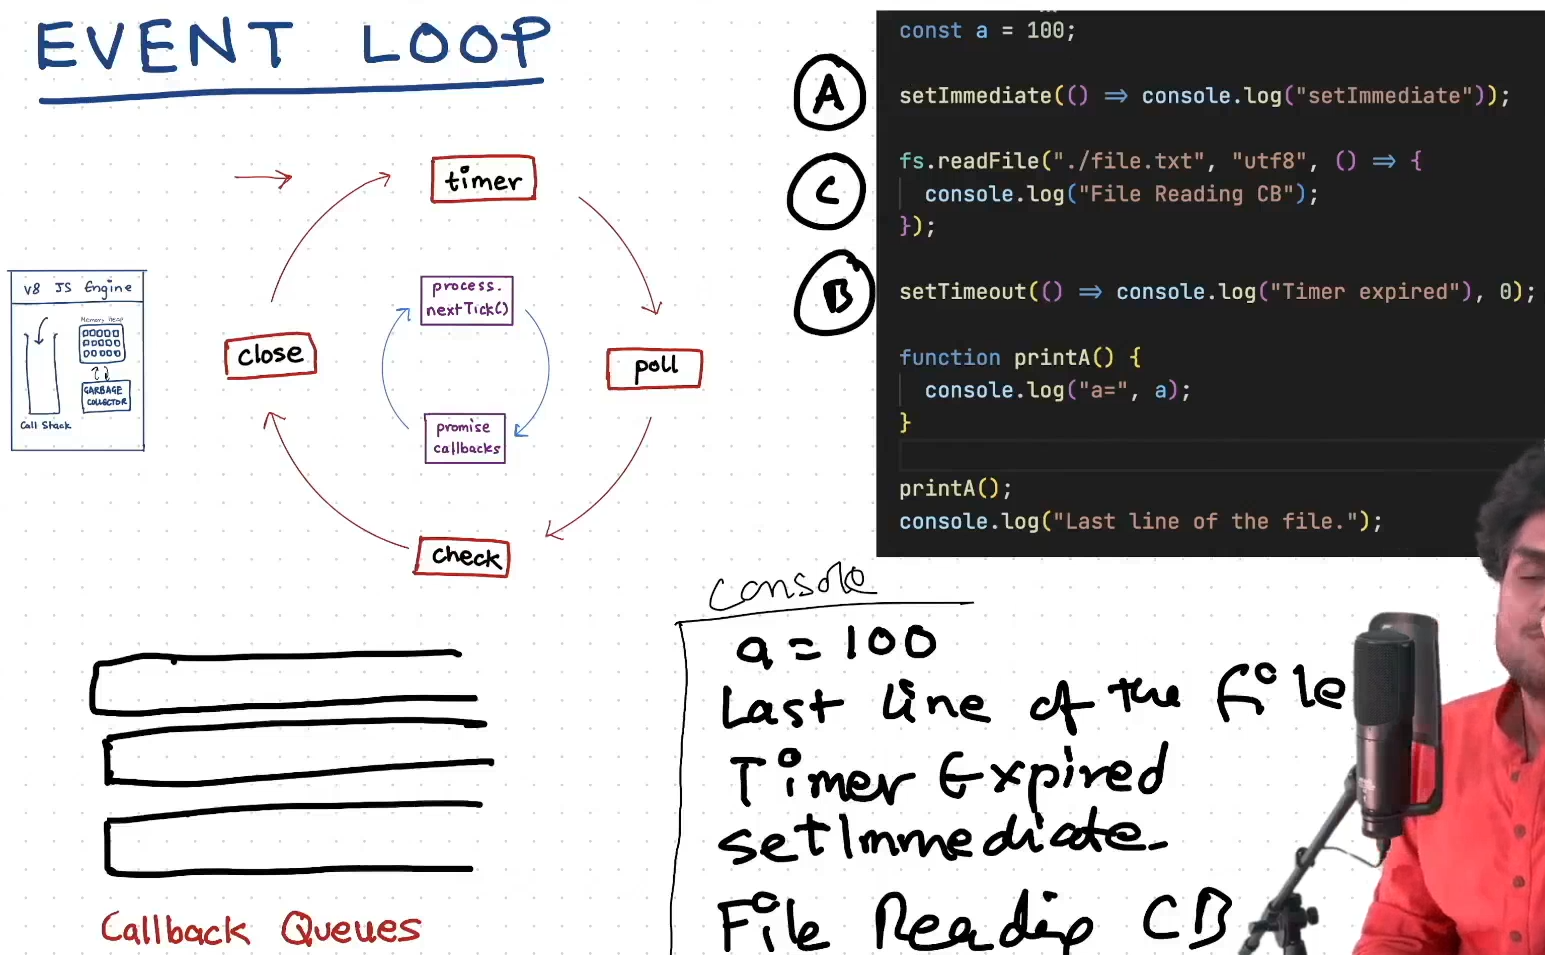 EVENT LOOP
timer
process.
nextTick()
poll
promise
callbacks
check
close
V8 JS Engine
Memory Heap
GARBAGE
COLLECTOR
Call Stack
Callback Queues
A
C
B
const a = 100;
setImmediate(() => console.log("setImmediate"));
fs.readFile("./file.txt", "utf8", () => {
console.log("File Reading CB");
});
setTimeout(() => console.log("Timer expired"), 0);
function printA() {
console.log("a=", a);
}
printA();
console.log("Last line of the file.");
Console
a = 100
Last line of the file
Timer Expired
setImmediate
File Reading CB